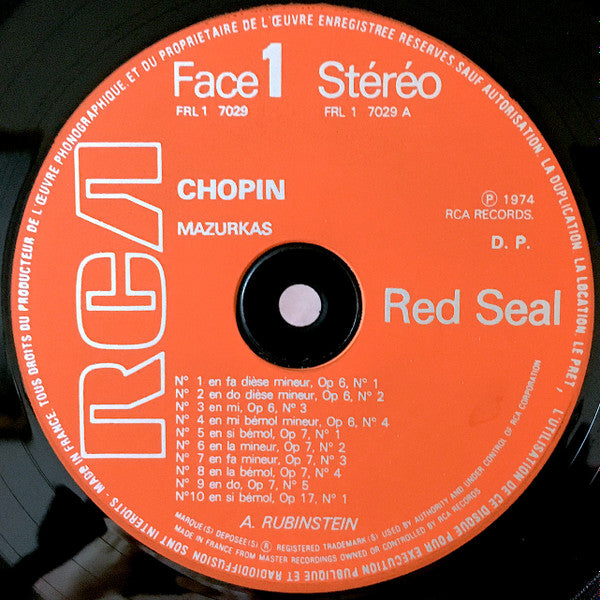 TOUS DROITS DU PRODUCTEUR DE L'ŒUVRE PHONOGRAPHIQUE ET DU PROPRIETAIRE DE L'ŒUVRE ENREGISTREE RESERVES. SAUF AUTORISATION, LA DUPLICATION, LA LOCATION, LE PRET, L'UTILISATION DE CE DISQUE POUR EXECUTION PUBLIQUE ET RADIODIFFUSION SONT INTERDITS - MADE IN FRANCE.
Face 1 Stéréo
FRL 1 7029 FRL 1 7029 A
RCA
CHOPIN
MAZURKAS
Ⓟ 1974
RCA RECORDS.
D. P.
Red Seal
N° 1 en fa dièse mineur, Op 6, N° 1
N° 2 en do dièse mineur, Op 6, N° 2
N° 3 en mi, Op 6, N° 3
N° 4 en mi bémol mineur, Op 6, N° 4
N° 5 en si bémol, Op 7, N° 1
N° 6 en la mineur, Op 7, N° 2
N° 7 en fa mineur, Op 7, N° 3
N° 8 en la bémol, Op 7, N° 4
N° 9 en do, Op 7, N° 5
N°10 en si bémol, Op 17, N° 1
A. RUBINSTEIN
MARQUE(S) DEPOSEE(S) ® REGISTERED TRADEMARK(S) USED BY AUTHORITY AND UNDER CONTROL OF RCA CORPORATION
MADE IN FRANCE FROM MASTER RECORDINGS OWNED OR CONTROLLED BY RCA RECORDS